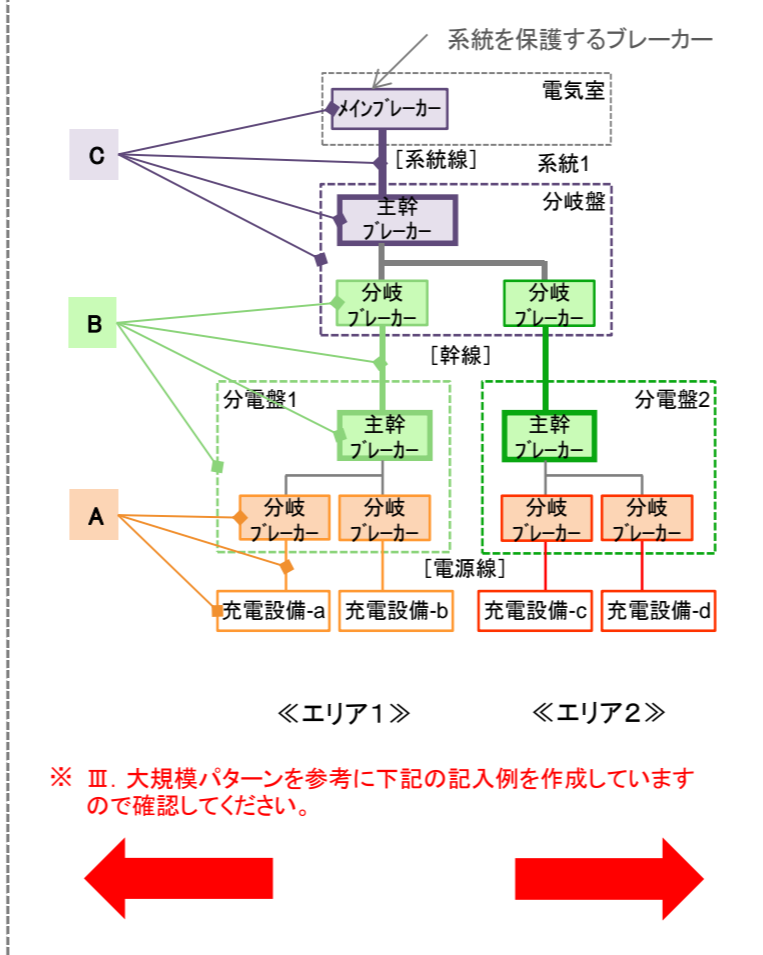 系統を保護するブレーカー
電気室
メインブレーカー
C
[系統線]
系統1
主幹
ブレーカー
分岐盤
分岐
ブレーカー
分岐
ブレーカー
B
[幹線]
分電盤1
分電盤2
主幹
ブレーカー
主幹
ブレーカー
A
分岐
ブレーカー
分岐
ブレーカー
分岐
ブレーカー
分岐
ブレーカー
[電源線]
充電設備-a
充電設備-b
充電設備-c
充電設備-d
≪エリア1≫
≪エリア2≫
※ Ⅲ. 大規模パターンを参考に下記の記入例を作成しています
ので確認してください。